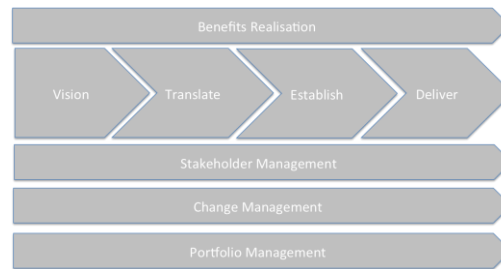 Benefits Realisation
Vision
Translate
Establish
Deliver
Stakeholder Management
Change Management
Portfolio Management